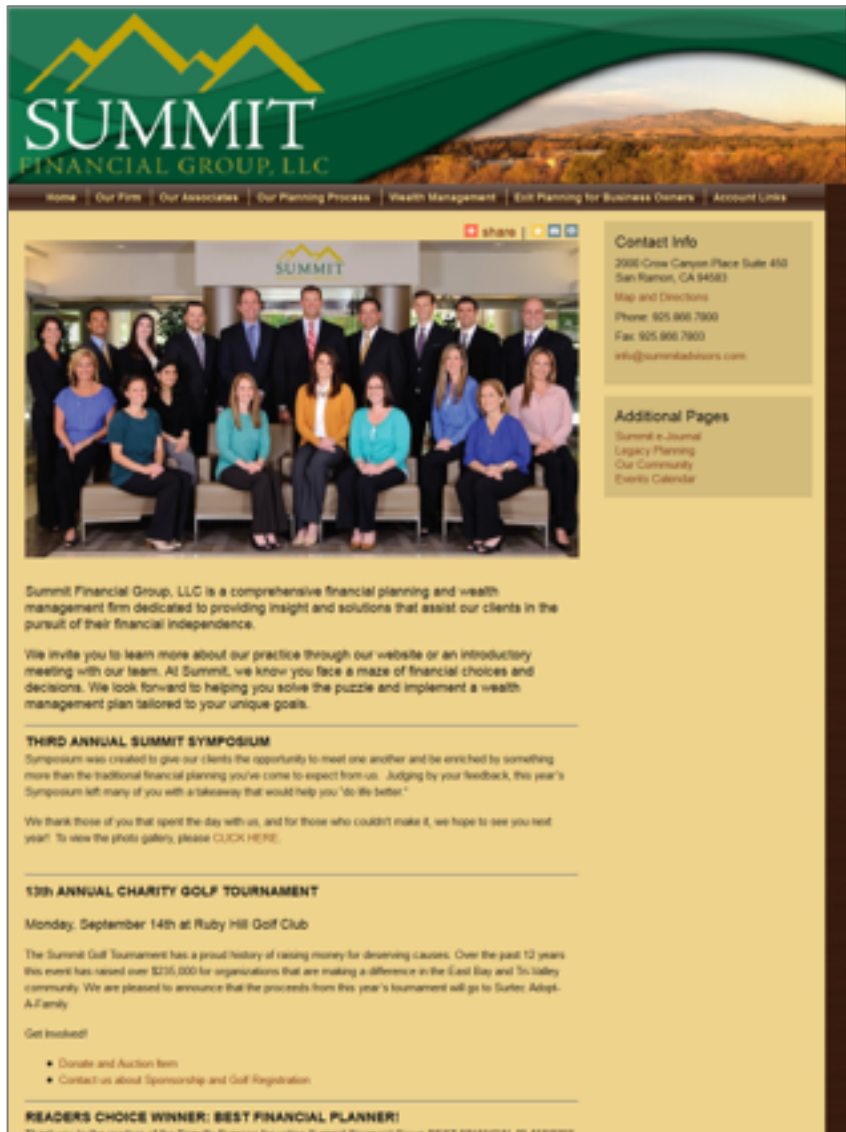 SUMMIT
FINANCIAL GROUP, LLC
Home | Our Firm | Our Associates | Our Planning Process | Wealth Management | Exit Planning for Business Owners | Account Links
share |
SUMMIT
Contact Info
2000 Crow Canyon Place Suite 450
San Ramon, CA 94583
Map and Directions
Phone: 925.866.7800
Fax: 925.866.7803
info@summitadvisors.com
Additional Pages
Summit e-Journal
Legacy Planning
Our Community
Events Calendar
Summit Financial Group, LLC is a comprehensive financial planning and wealth
management firm dedicated to providing insight and solutions that assist our clients in the
pursuit of their financial independence.
We invite you to learn more about our practice through our website or an introductory
meeting with our team. At Summit, we know you face a maze of financial choices and
decisions. We look forward to helping you solve the puzzle and implement a wealth
management plan tailored to your unique goals.
THIRD ANNUAL SUMMIT SYMPOSIUM
Symposium was created to give our clients the opportunity to meet one another and be enriched by something
more than the traditional financial planning you've come to expect from us. Judging by your feedback, this year's
Symposium left many of you with a takeaway that would help you "do life better."
We thank those of you that spent the day with us, and for those who couldn't make it, we hope to see you next
year! To view the photo gallery, please CLICK HERE.
13th ANNUAL CHARITY GOLF TOURNAMENT
Monday, September 14th at Ruby Hill Golf Club
The Summit Golf Tournament has a proud history of raising money for deserving causes. Over the past 12 years
this event has raised over $235,000 for organizations that are making a difference in the East Bay and Tri-Valley
community. We are pleased to announce that the proceeds from this year's tournament will go to Surtec Adopt-
A-Family.
Get Involved!
• Donate and Auction Item
• Contact us about Sponsorship and Golf Registration
READERS CHOICE WINNER: BEST FINANCIAL PLANNER!